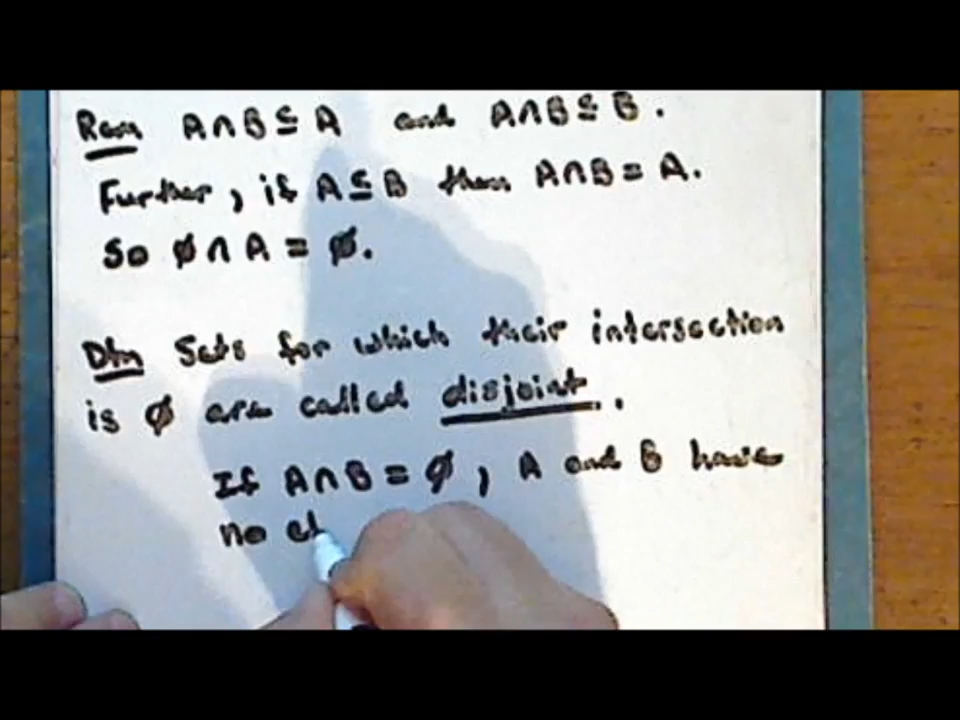 Rem A∩B⊆A and A∩B⊆B.
Further, if A⊆B then A∩B=A.
So ∅∩A=∅.
Dfn Sets for which their intersection
is ∅ are called disjoint.
If A∩B=∅, A and B have
no el